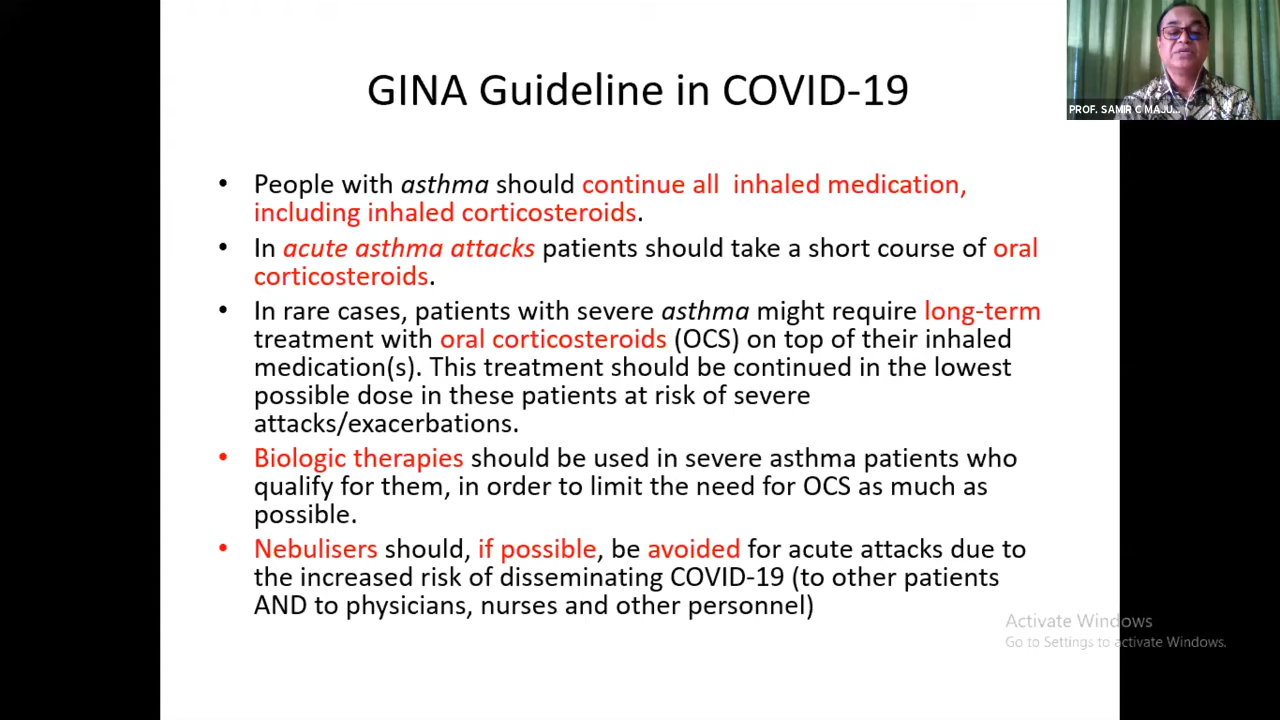 GINA Guideline in COVID-19
PROF. SAMIR C MAJU...
• People with asthma should continue all inhaled medication,
including inhaled corticosteroids.
• In acute asthma attacks patients should take a short course of oral
corticosteroids.
• In rare cases, patients with severe asthma might require long-term
treatment with oral corticosteroids (OCS) on top of their inhaled
medication(s). This treatment should be continued in the lowest
possible dose in these patients at risk of severe
attacks/exacerbations.
• Biologic therapies should be used in severe asthma patients who
qualify for them, in order to limit the need for OCS as much as
possible.
• Nebulisers should, if possible, be avoided for acute attacks due to
the increased risk of disseminating COVID-19 (to other patients
AND to physicians, nurses and other personnel)
Activate Windows
Go to Settings to activate Windows.